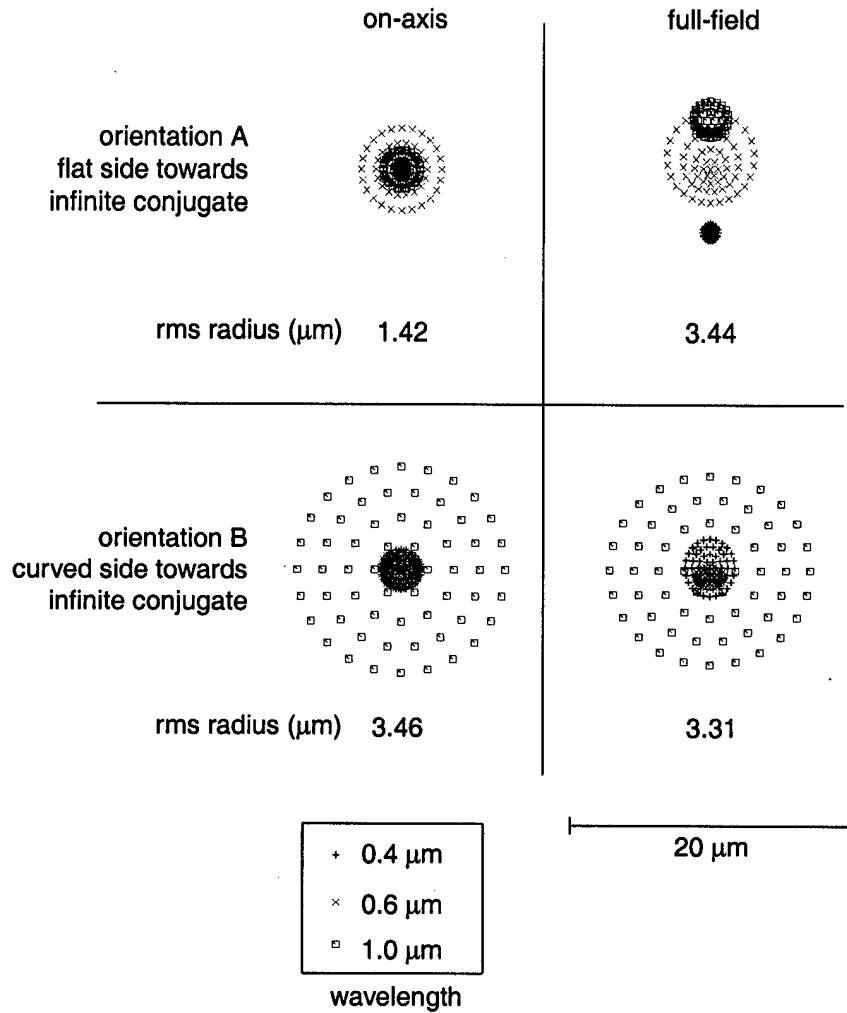 on-axis full-field
orientation A
flat side towards
infinite conjugate
rms radius (μm) 1.42 3.44
orientation B
curved side towards
infinite conjugate
rms radius (μm) 3.46 3.31
20 μm
+ 0.4 μm
× 0.6 μm
1.0 μm
wavelength